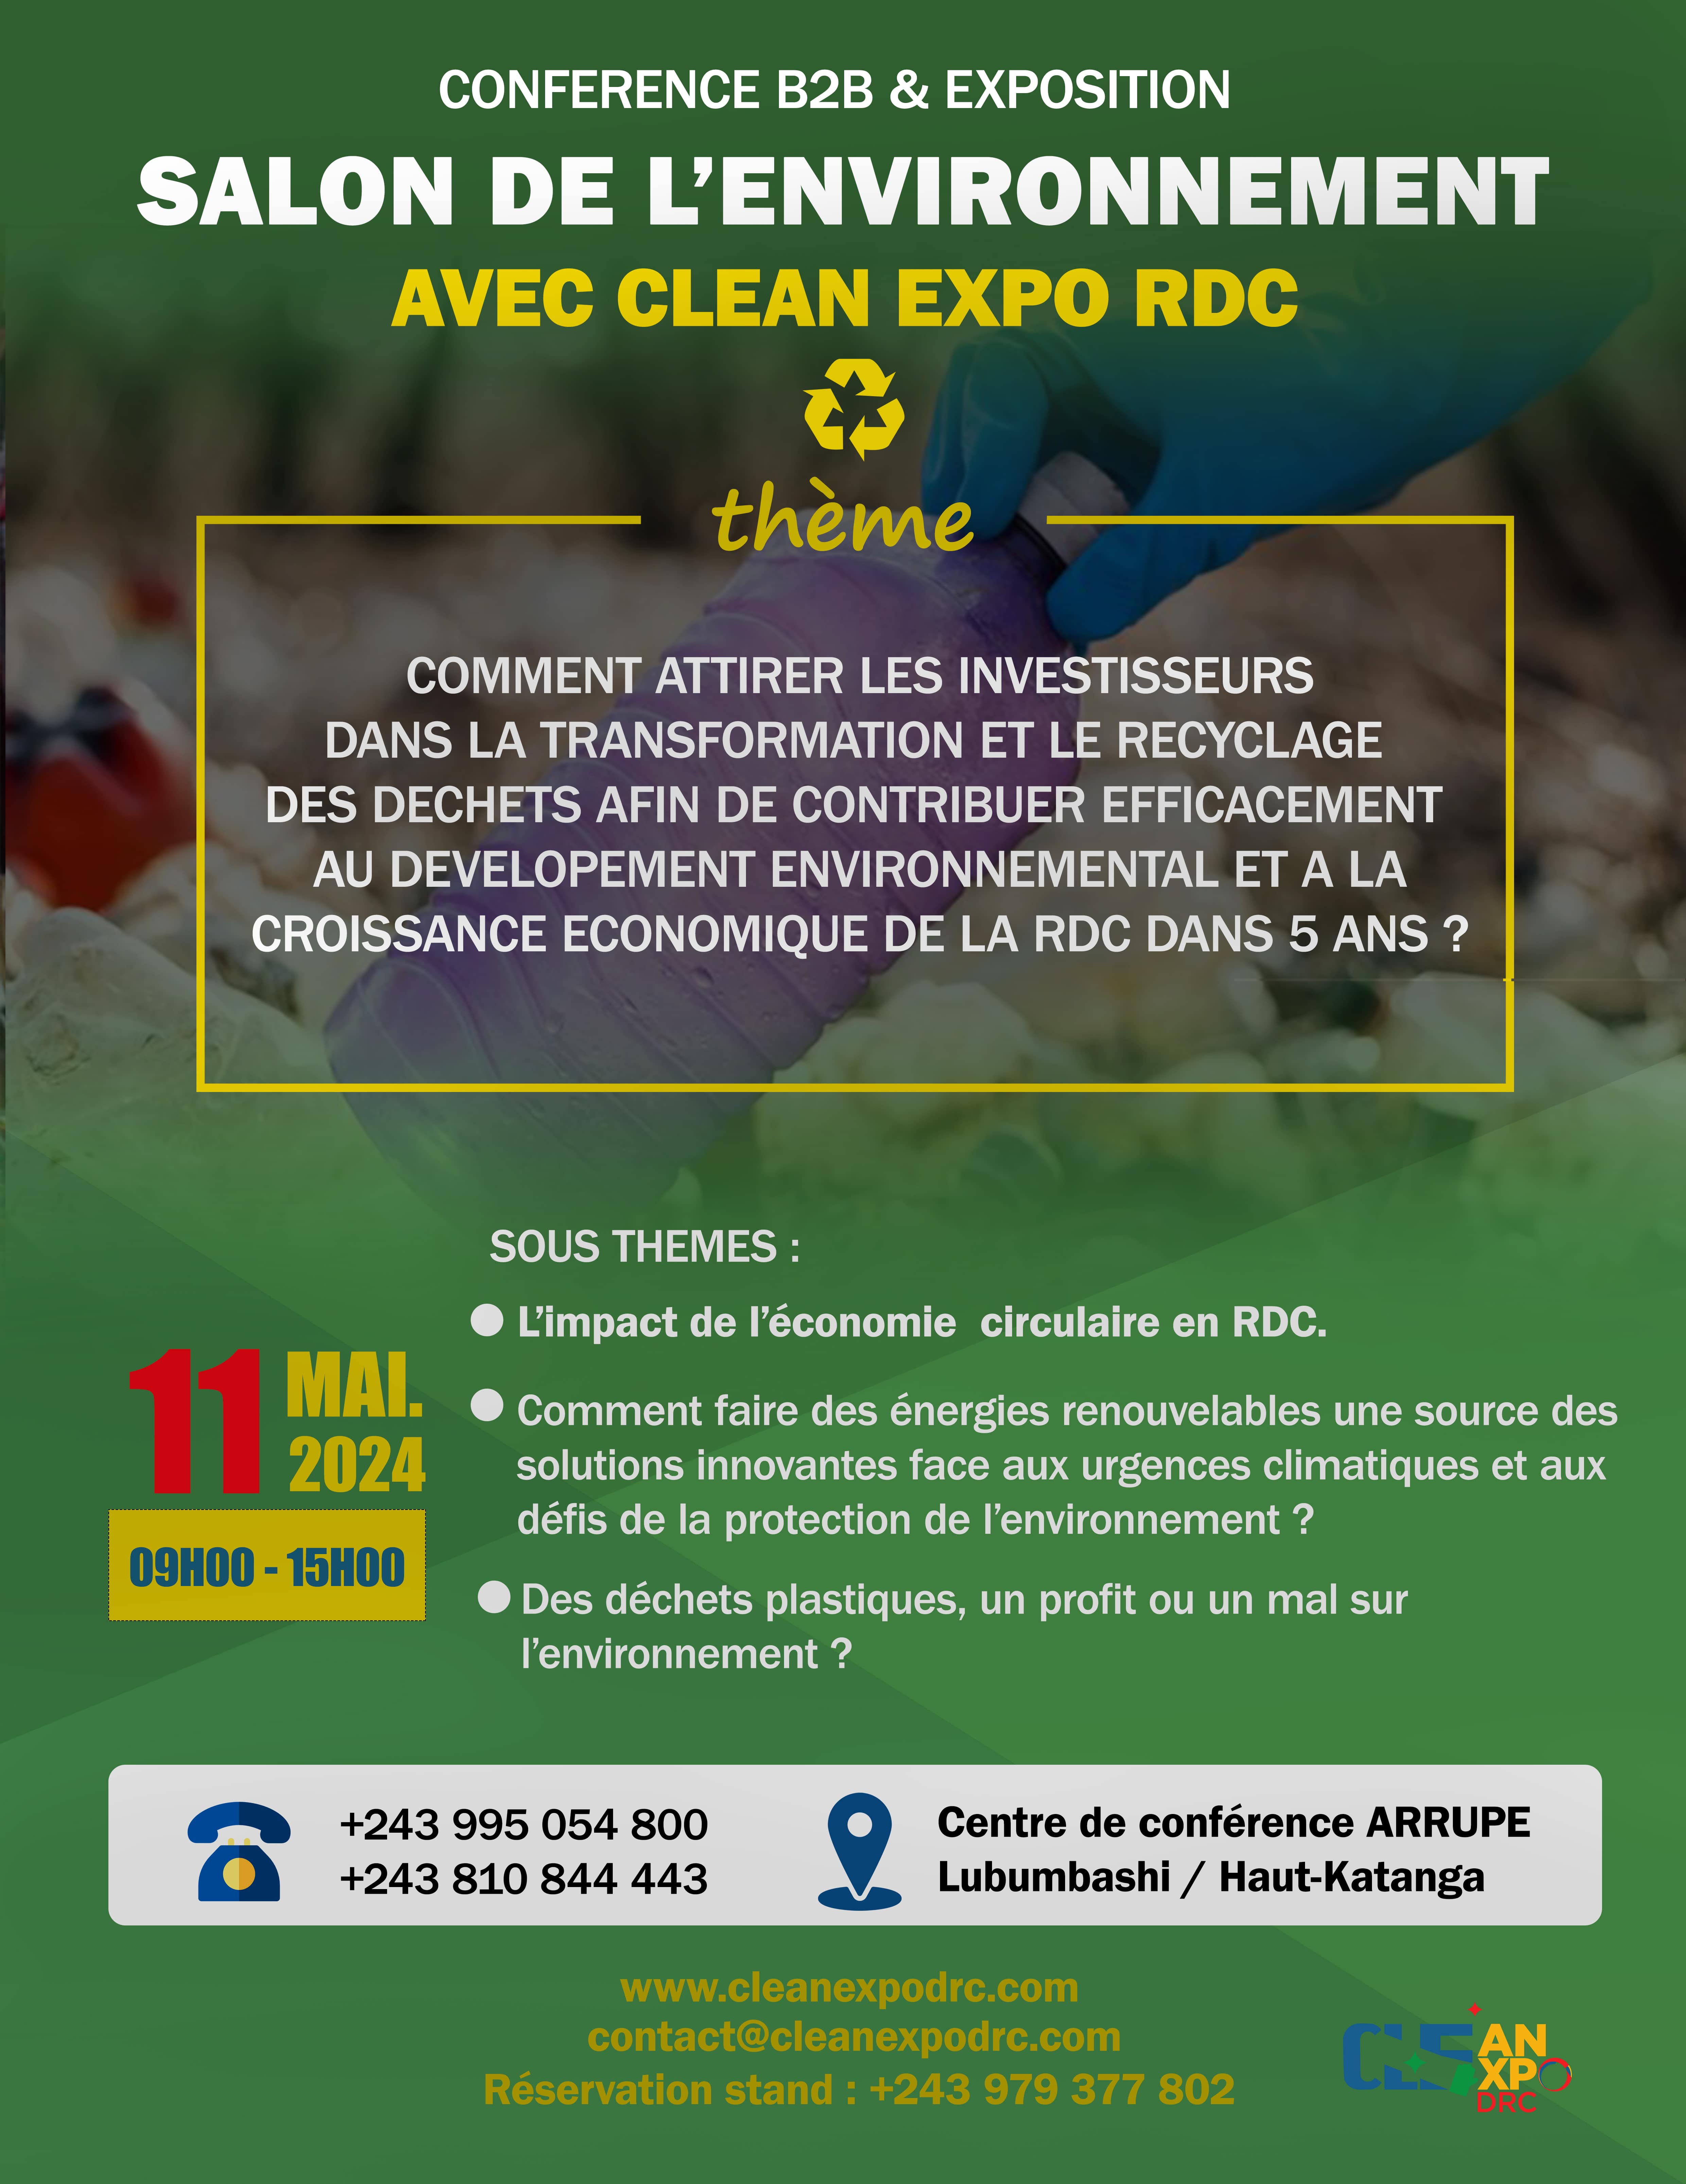 CONFERENCE B2B & EXPOSITION
SALON DE L’ENVIRONNEMENT
AVEC CLEAN EXPO RDC
thème
COMMENT ATTIRER LES INVESTISSEURS
DANS LA TRANSFORMATION ET LE RECYCLAGE
DES DECHETS AFIN DE CONTRIBUER EFFICACEMENT
AU DEVELOPEMENT ENVIRONNEMENTAL ET A LA
CROISSANCE ECONOMIQUE DE LA RDC DANS 5 ANS ?
SOUS THEMES :
L’impact de l’économie circulaire en RDC.
Comment faire des énergies renouvelables une source des
solutions innovantes face aux urgences climatiques et aux
défis de la protection de l’environnement ?
Des déchets plastiques, un profit ou un mal sur
l’environnement ?
11 MAI.
2024
09H00 - 15H00
+243 995 054 800
+243 810 844 443
Centre de conférence ARRUPE
Lubumbashi / Haut-Katanga
www.cleanexpodrc.com
contact@cleanexpodrc.com
Réservation stand : +243 979 377 802
CLEAN
XPO
DRC